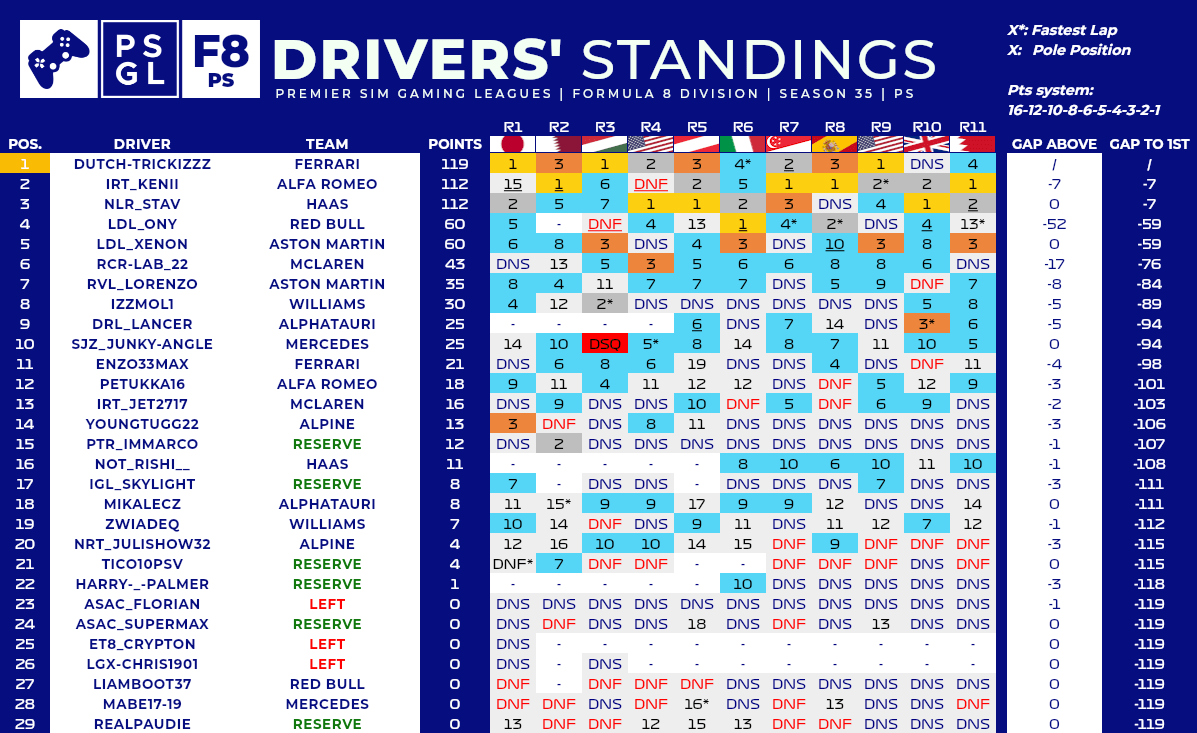 PS
GL
F8
PS
DRIVERS' STANDINGS
PREMIER SIM GAMING LEAGUES | FORMULA 8 DIVISION | SEASON 35 | PS
X*: Fastest Lap
X: Pole Position
Pts system:
16-12-10-8-6-5-4-3-2-1
R1 R2 R3 R4 R5 R6 R7 R8 R9 R10 R11
POS. DRIVER TEAM POINTS GAP ABOVE GAP TO 1ST
1 DUTCH-TRICKIZZZ FERRARI 119 1 3 1 2 3 4* 2 3 1 DNS 4 / /
2 IRT_KENII ALFA ROMEO 112 15 1 6 DNF 2 5 1 1 2* 2 1 -7 -7
3 NLR_STAV HAAS 112 2 5 7 1 1 2 3 DNS 4 1 2 0 -7
4 LDL_ONY RED BULL 60 5 - DNF 4 13 1 4* 2* DNS 4 13* -52 -59
5 LDL_XENON ASTON MARTIN 60 6 8 3 DNS 4 3 DNS 10 3 8 3 0 -59
6 RCR-LAB_22 MCLAREN 43 DNS 13 5 3 5 6 6 8 8 6 DNS -17 -76
7 RVL_LORENZO ASTON MARTIN 35 8 4 11 7 7 7 DNS 5 9 DNF 7 -8 -84
8 IZZMOL1 WILLIAMS 30 4 12 2* DNS DNS DNS DNS DNS DNS 5 8 -5 -89
9 DRL_LANCER ALPHATAURI 25 - - - - 6 DNS 7 14 DNS 3* 6 -5 -94
10 SJZ_JUNKY-ANGLE MERCEDES 25 14 10 DSQ 5* 8 14 8 7 11 10 5 0 -94
11 ENZO33MAX FERRARI 21 DNS 6 8 6 19 DNS DNS 4 DNS DNF 11 -4 -98
12 PETUKKA16 ALFA ROMEO 18 9 11 4 11 12 12 DNS DNF 5 12 9 -3 -101
13 IRT_JET2717 MCLAREN 16 DNS 9 DNS DNS 10 DNF 5 DNF 6 9 DNS -2 -103
14 YOUNGTUGG22 ALPINE 13 3 DNF DNS 8 11 DNS DNS DNS DNS DNS DNS -3 -106
15 PTR_IMMARCO RESERVE 12 DNS 2 DNS DNS DNS DNS DNS DNS DNS DNS DNS -1 -107
16 NOT_RISHI__ HAAS 11 - - - - - 8 10 6 10 11 10 -1 -108
17 IGL_SKYLIGHT RESERVE 8 7 - DNS DNS - DNS DNS DNS 7 DNS DNS -3 -111
18 MIKALECZ ALPHATAURI 8 11 15* 9 9 17 9 9 12 DNS DNS 14 0 -111
19 ZWIADEQ WILLIAMS 7 10 14 DNF DNS 9 11 DNS 11 12 7 12 -1 -112
20 NRT_JULISHOW32 ALPINE 4 12 16 10 10 14 15 DNF 9 DNF DNF DNF -3 -115
21 TICO10PSV RESERVE 4 DNF* 7 DNF DNF - - DNF DNF DNF DNF DNF 0 -115
22 HARRY-_-PALMER RESERVE 1 - - - - - 10 DNS DNS DNS DNS DNS -3 -118
23 ASAC_FLORIAN LEFT 0 DNS DNS DNS DNS DNS DNS DNS DNS DNS DNS DNS -1 -119
24 ASAC_SUPERMAX RESERVE 0 DNS DNF DNS DNS 18 DNS DNF DNS 13 DNS DNS 0 -119
25 ET8_CRYPTON LEFT 0 DNS - - - - - - - - - - 0 -119
26 LGX-CHRIS1901 LEFT 0 DNS - DNS - - - - - - - - 0 -119
27 LIAMBOOT37 RED BULL 0 DNF - DNF DNF DNF DNS DNS DNS DNS DNS DNS 0 -119
28 MABE17-19 MERCEDES 0 DNF DNF DNS DNF 16* DNS DNF 13 DNS DNS DNF 0 -119
29 REALPAUDIE RESERVE 0 13 DNF DNF 12 15 13 DNF DNF DNS DNS DNS 0 -119